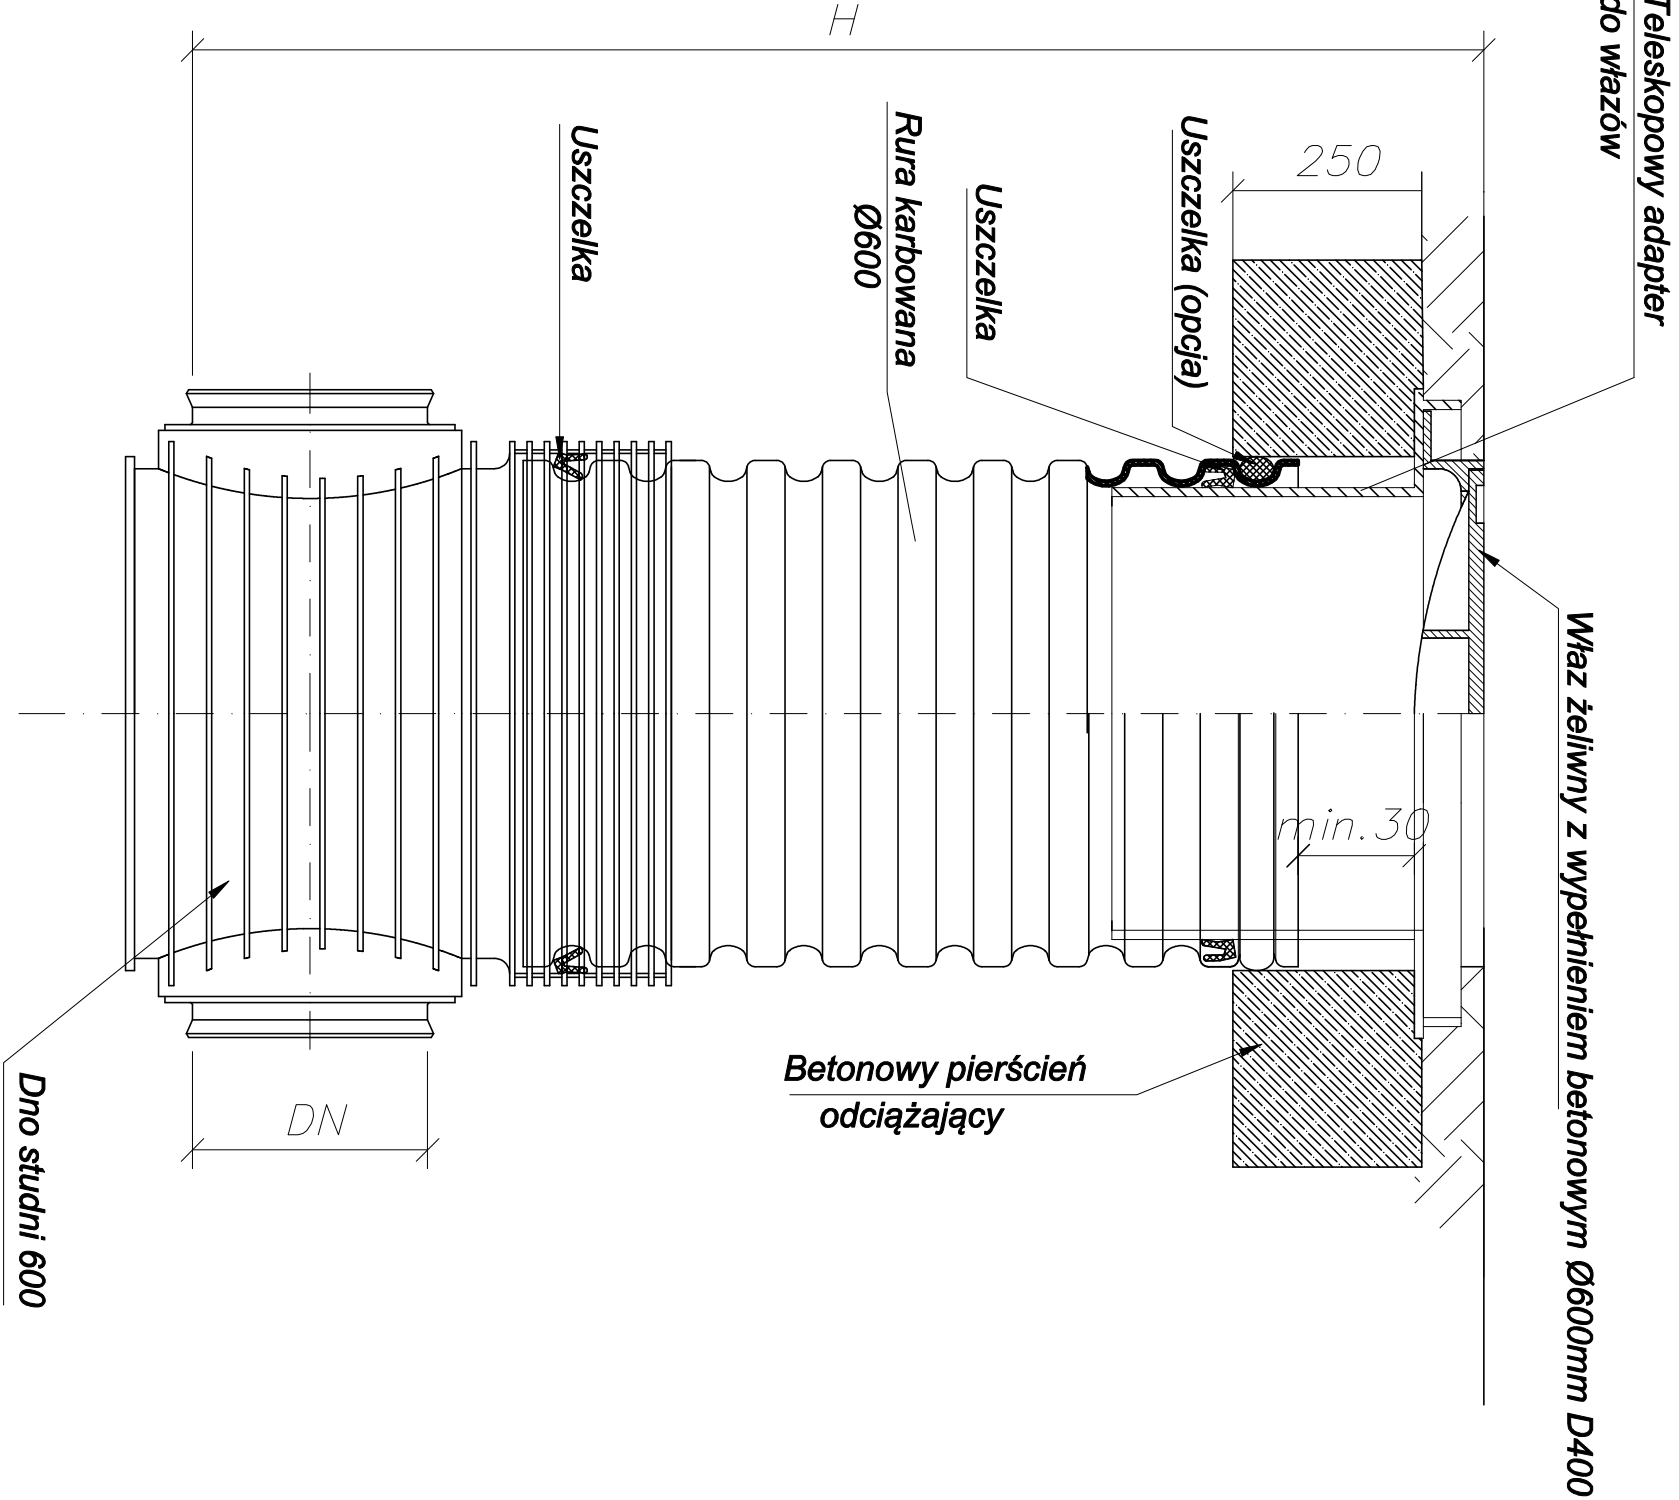 Teleskopowy adapter
do włazów
Właz żeliwny z wypełnieniem betonowym Ø600mm D400
H
250
Uszczelka (opcja)
Uszczelka
Rura karbowana
Ø600
Uszczelka
min.30
Betonowy pierścień
odciążający
DN
Dno studni 600